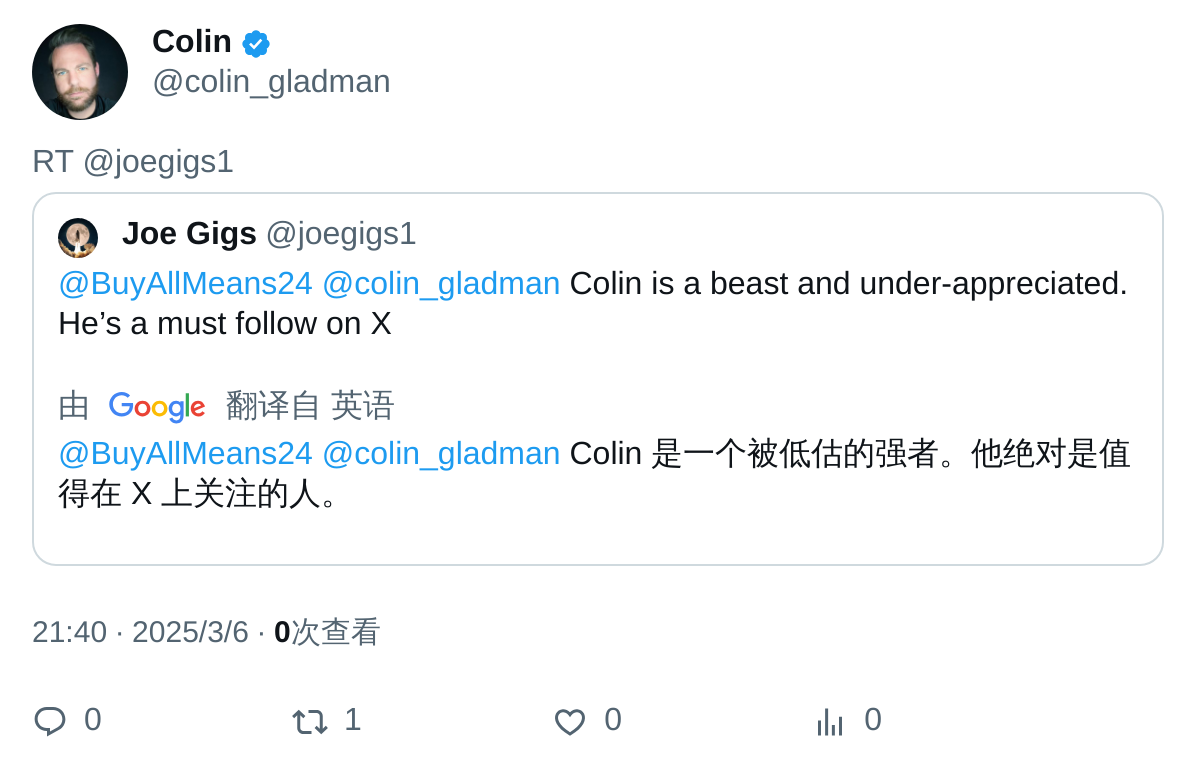 Colin
@colin_gladman
RT @joegigs1
Joe Gigs @joegigs1
@BuyAllMeans24 @colin_gladman Colin is a beast and under-appreciated.
He’s a must follow on X
由 Google 翻译自 英语
@BuyAllMeans24 @colin_gladman Colin 是一个被低估的强者。他绝对是值
得在 X 上关注的人。
21:40 · 2025/3/6 · 0次查看
0 1 0 0